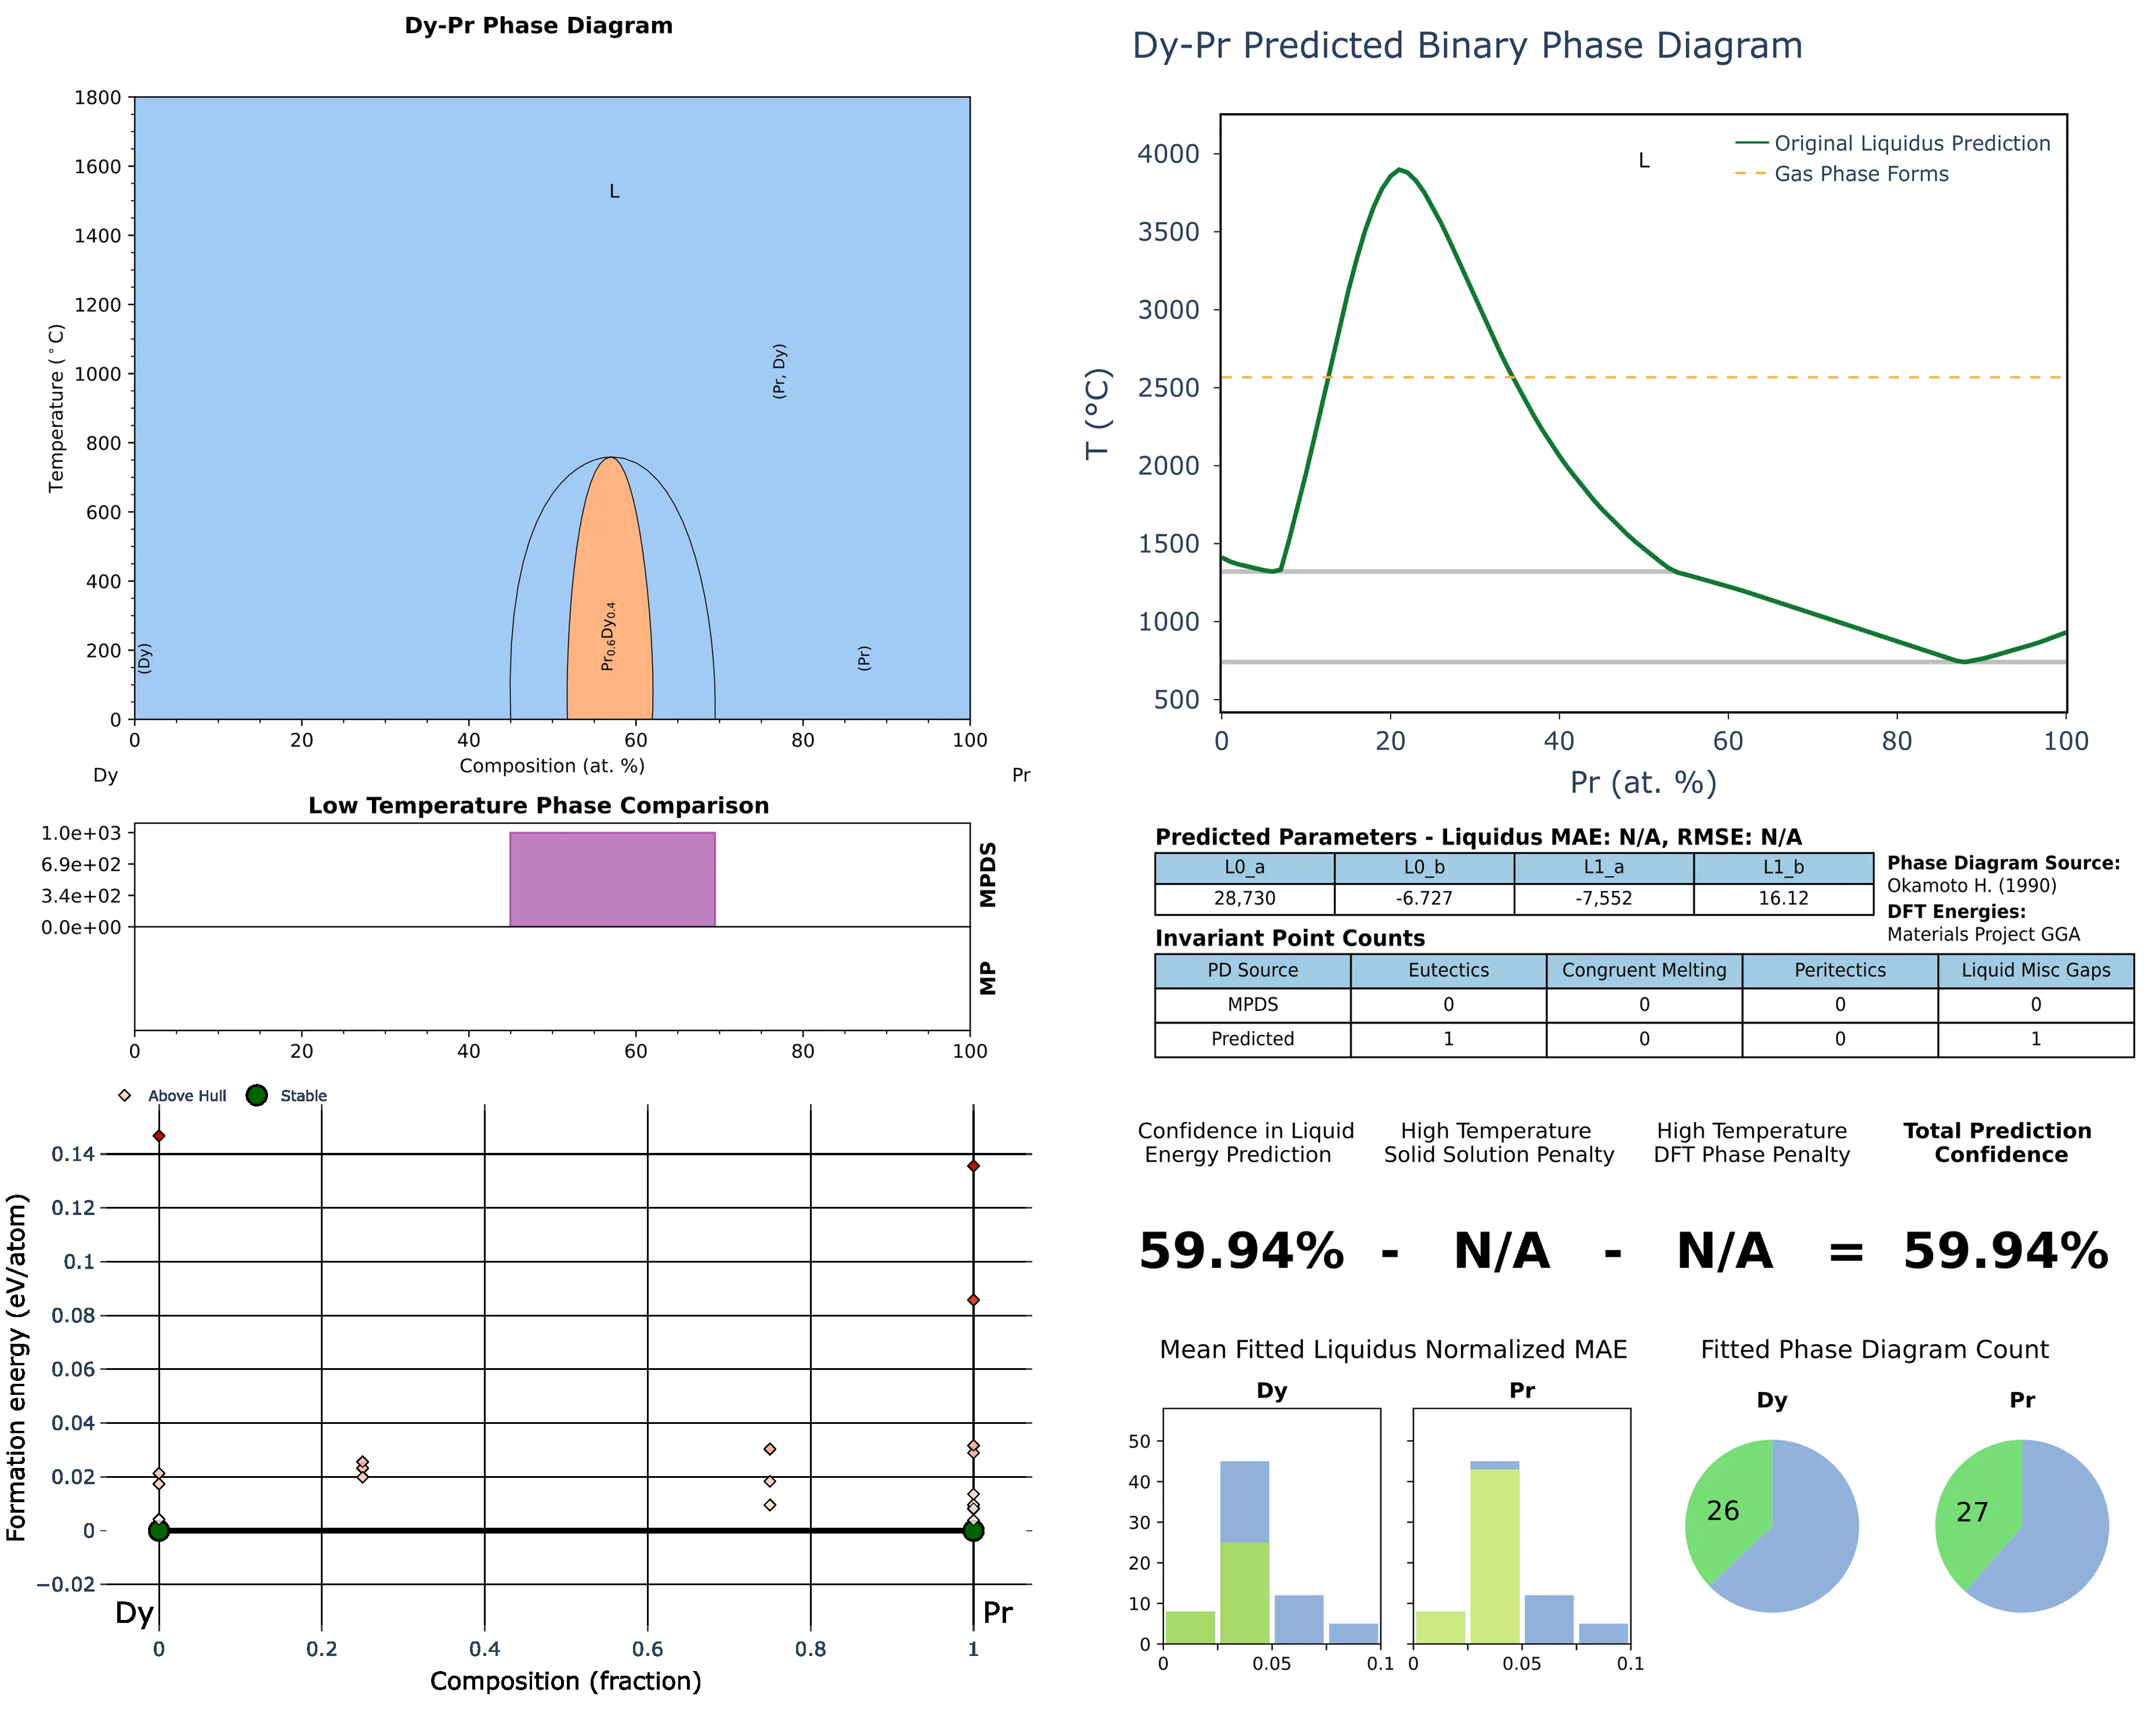 Dy-Pr Phase Diagram
1800
1600
1400
1200
1000
800
600
400
200
0
Temperature (°C)
L
(Pr, Dy)
(Dy)
Pr0.6Dy0.4
(Pr)
0 20 40 60 80 100
Composition (at. %)
Dy Pr
Low Temperature Phase Comparison
1.0e+03
6.9e+02
3.4e+02
0.0e+00
MPDS
MP
0 20 40 60 80 100
Above Hull Stable
0.14
0.12
0.1
0.08
0.06
0.04
0.02
0
−0.02
Formation energy (eV/atom)
Dy Pr
0 0.2 0.4 0.6 0.8 1
Composition (fraction)
Dy-Pr Predicted Binary Phase Diagram
4000
3500
3000
2500
2000
1500
1000
500
T (°C)
L
Original Liquidus Prediction
Gas Phase Forms
0 20 40 60 80 100
Pr (at. %)
Predicted Parameters - Liquidus MAE: N/A, RMSE: N/A
L0_a L0_b L1_a L1_b
28,730 -6.727 -7,552 16.12
Phase Diagram Source:
Okamoto H. (1990)
DFT Energies:
Materials Project GGA
Invariant Point Counts
PD Source Eutectics Congruent Melting Peritectics Liquid Misc Gaps
MPDS 0 0 0 0
Predicted 1 0 0 1
Confidence in Liquid
Energy Prediction
High Temperature
Solid Solution Penalty
High Temperature
DFT Phase Penalty
Total Prediction
Confidence
59.94% - N/A - N/A = 59.94%
Mean Fitted Liquidus Normalized MAE
Dy Pr
50
40
30
20
10
0
0 0.05 0.1 0 0.05 0.1
Fitted Phase Diagram Count
Dy Pr
26 27